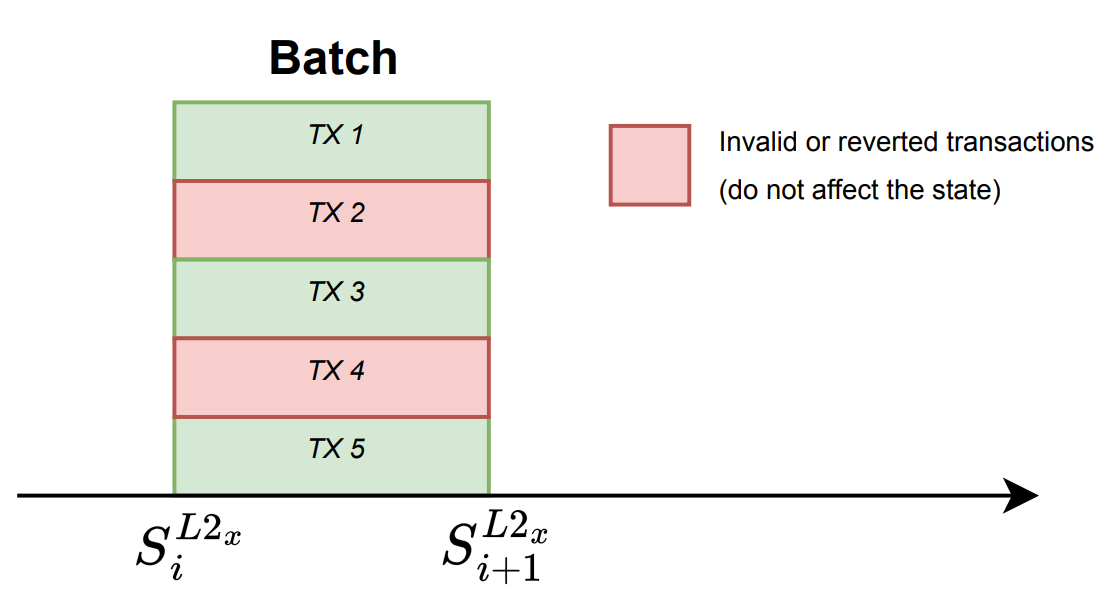 Batch
TX 1
Invalid or reverted transactions
TX 2
(do not affect the state)
TX 3
TX 4
TX 5
$S_i^{L2_x}$
$S_{i+1}^{L2_x}$